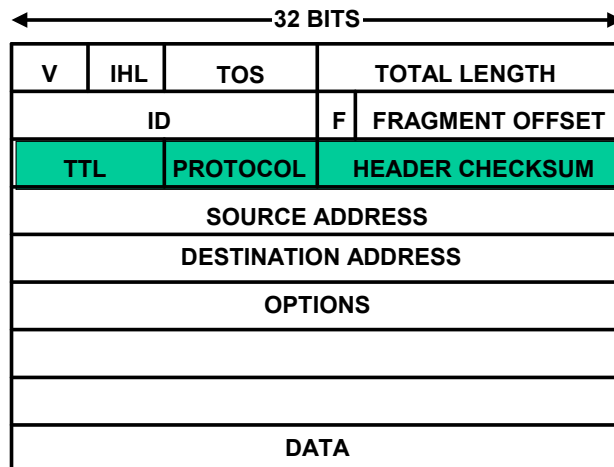 32 BITS
V IHL TOS TOTAL LENGTH
ID F FRAGMENT OFFSET
TTL PROTOCOL HEADER CHECKSUM
SOURCE ADDRESS
DESTINATION ADDRESS
OPTIONS
DATA